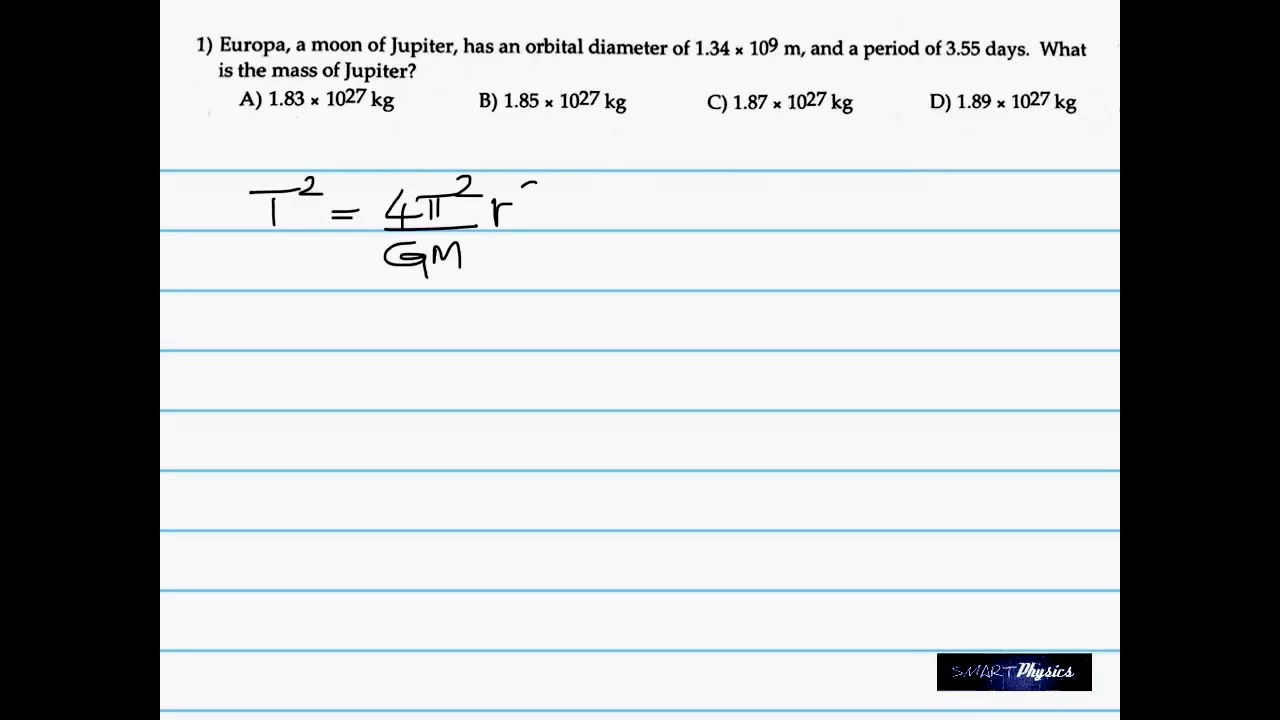 1) Europa, a moon of Jupiter, has an orbital diameter of 1.34 × 10⁹ m, and a period of 3.55 days. What
is the mass of Jupiter?
A) 1.83 × 10²⁷ kg B) 1.85 × 10²⁷ kg C) 1.87 × 10²⁷ kg D) 1.89 × 10²⁷ kg
T² = 4π² r
GM
SMART Physics